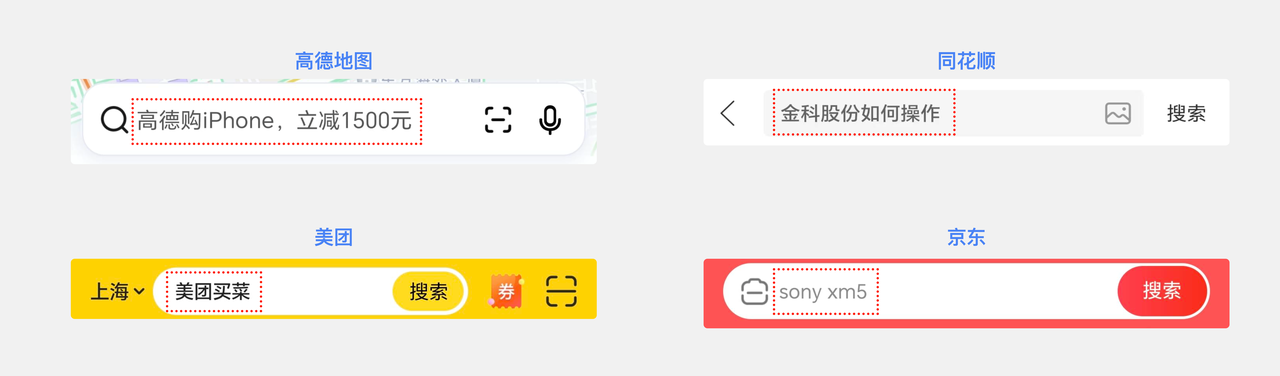 高德地图
高德购iPhone，立减1500元
同花顺
金科股份如何操作
搜索
美团
上海
美团买菜
搜索
券
京东
sony xm5
搜索